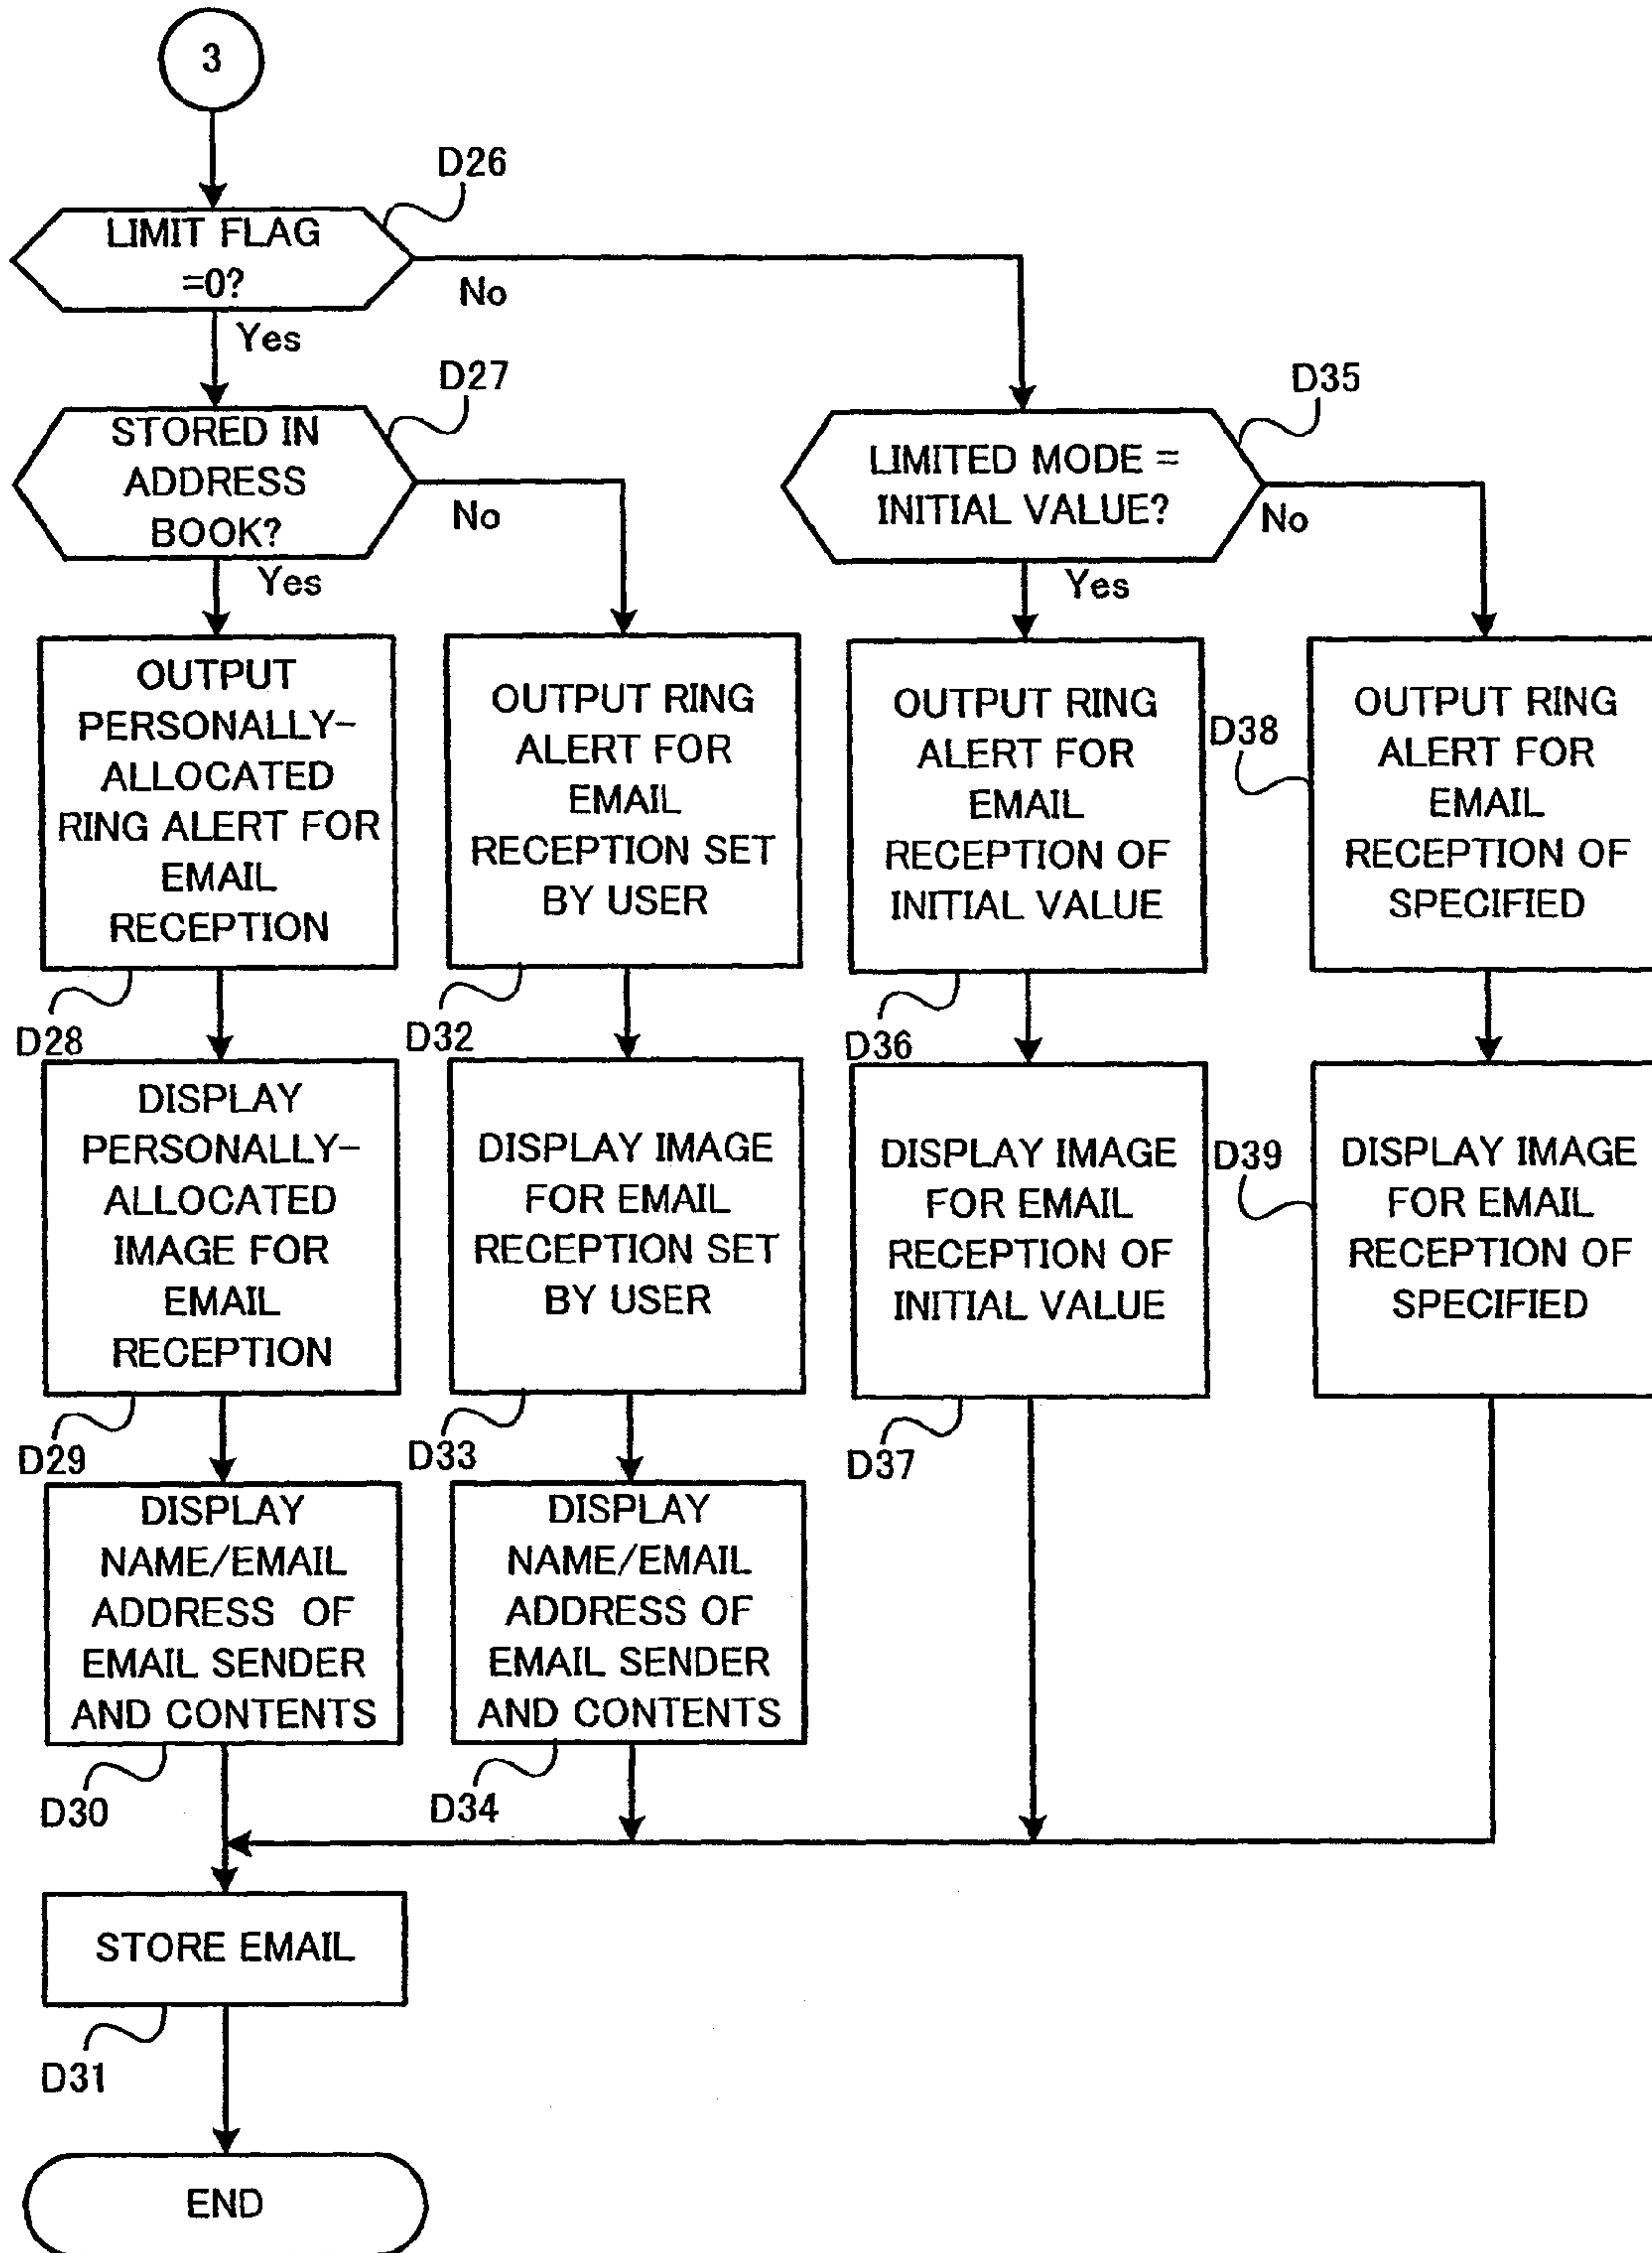 3
D26
LIMIT FLAG
=0?
No
Yes
D27
STORED IN
ADDRESS
BOOK?
No
Yes
D35
LIMITED MODE =
INITIAL VALUE?
No
Yes
OUTPUT
PERSONALLY-
ALLOCATED
RING ALERT FOR
EMAIL
RECEPTION
D28
OUTPUT RING
ALERT FOR
EMAIL
RECEPTION SET
BY USER
D32
OUTPUT RING
ALERT FOR
EMAIL
RECEPTION OF
INITIAL VALUE
D36
D38
OUTPUT RING
ALERT FOR
EMAIL
RECEPTION OF
SPECIFIED
DISPLAY
PERSONALLY-
ALLOCATED
IMAGE FOR
EMAIL
RECEPTION
D29
DISPLAY IMAGE
FOR EMAIL
RECEPTION SET
BY USER
D33
DISPLAY IMAGE
FOR EMAIL
RECEPTION OF
INITIAL VALUE
D37
D39
DISPLAY IMAGE
FOR EMAIL
RECEPTION OF
SPECIFIED
DISPLAY
NAME/EMAIL
ADDRESS OF
EMAIL SENDER
AND CONTENTS
D30
DISPLAY
NAME/EMAIL
ADDRESS OF
EMAIL SENDER
AND CONTENTS
D34
STORE EMAIL
D31
END